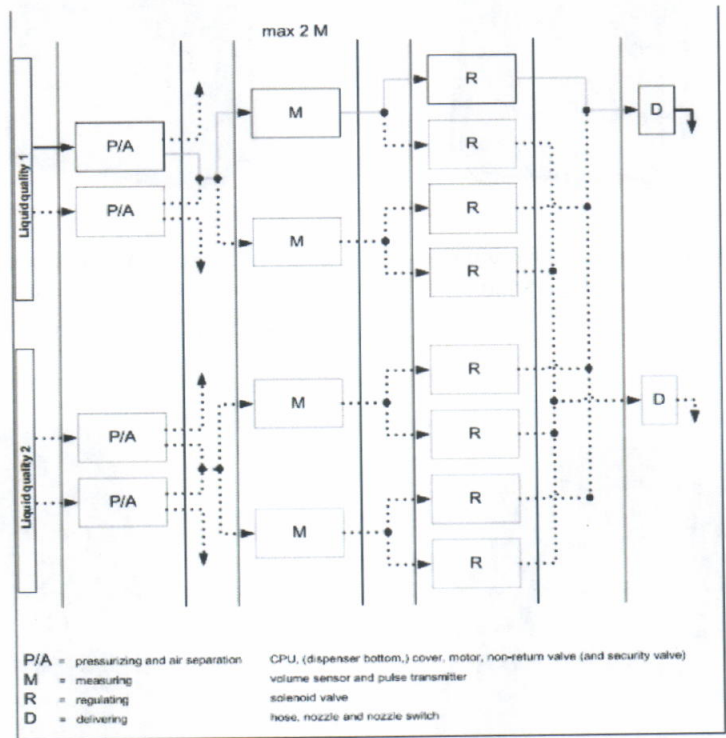 max 2 M
Liquid quality 1
P/A
M
R
D
P/A
R
R
M
R
Liquid quality 2
P/A
M
R
D
P/A
R
R
M
R
P/A = pressurizing and air separation CPU, (dispenser bottom,) cover, motor, non-return valve (and security valve)
M = measuring volume sensor and pulse transmitter
R = regulating solenoid valve
D = delivering hose, nozzle and nozzle switch